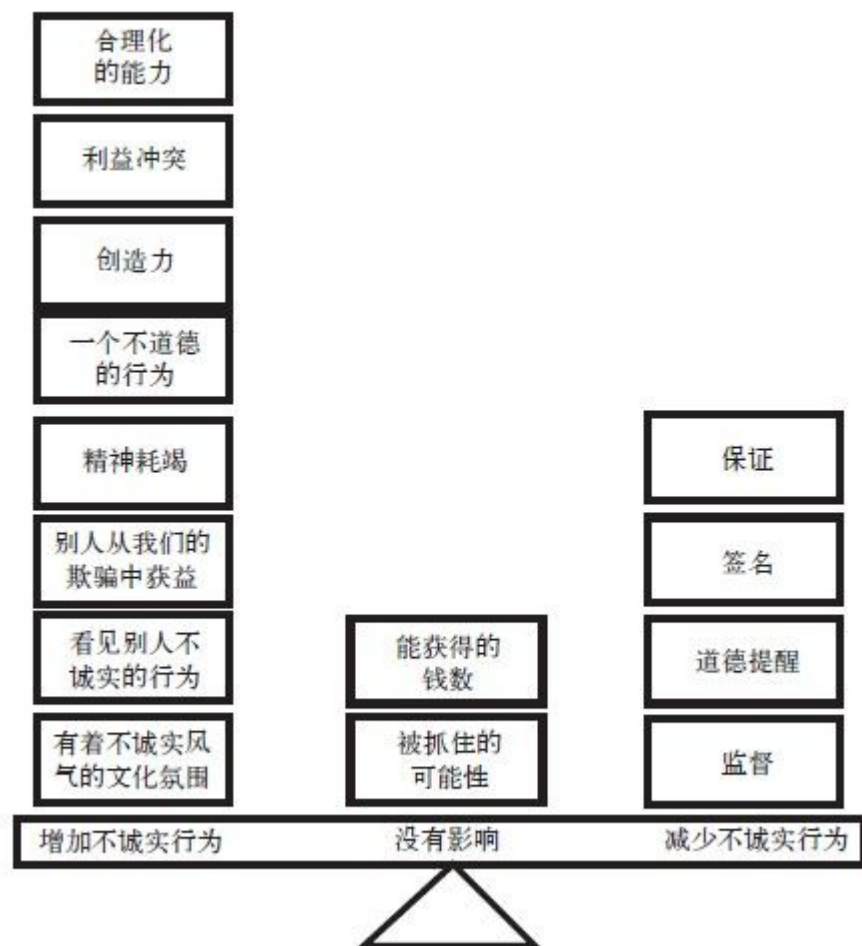 合理化
的能力
利益冲突
创造力
一个不道德
的行为
精神耗竭
别人从我们的
欺骗中获益
看见别人不
诚实的行为
有着不诚实风
气的文化氛围
能获得的
钱数
被抓住的
可能性
保证
签名
道德提醒
监督
增加不诚实行为
没有影响
减少不诚实行为